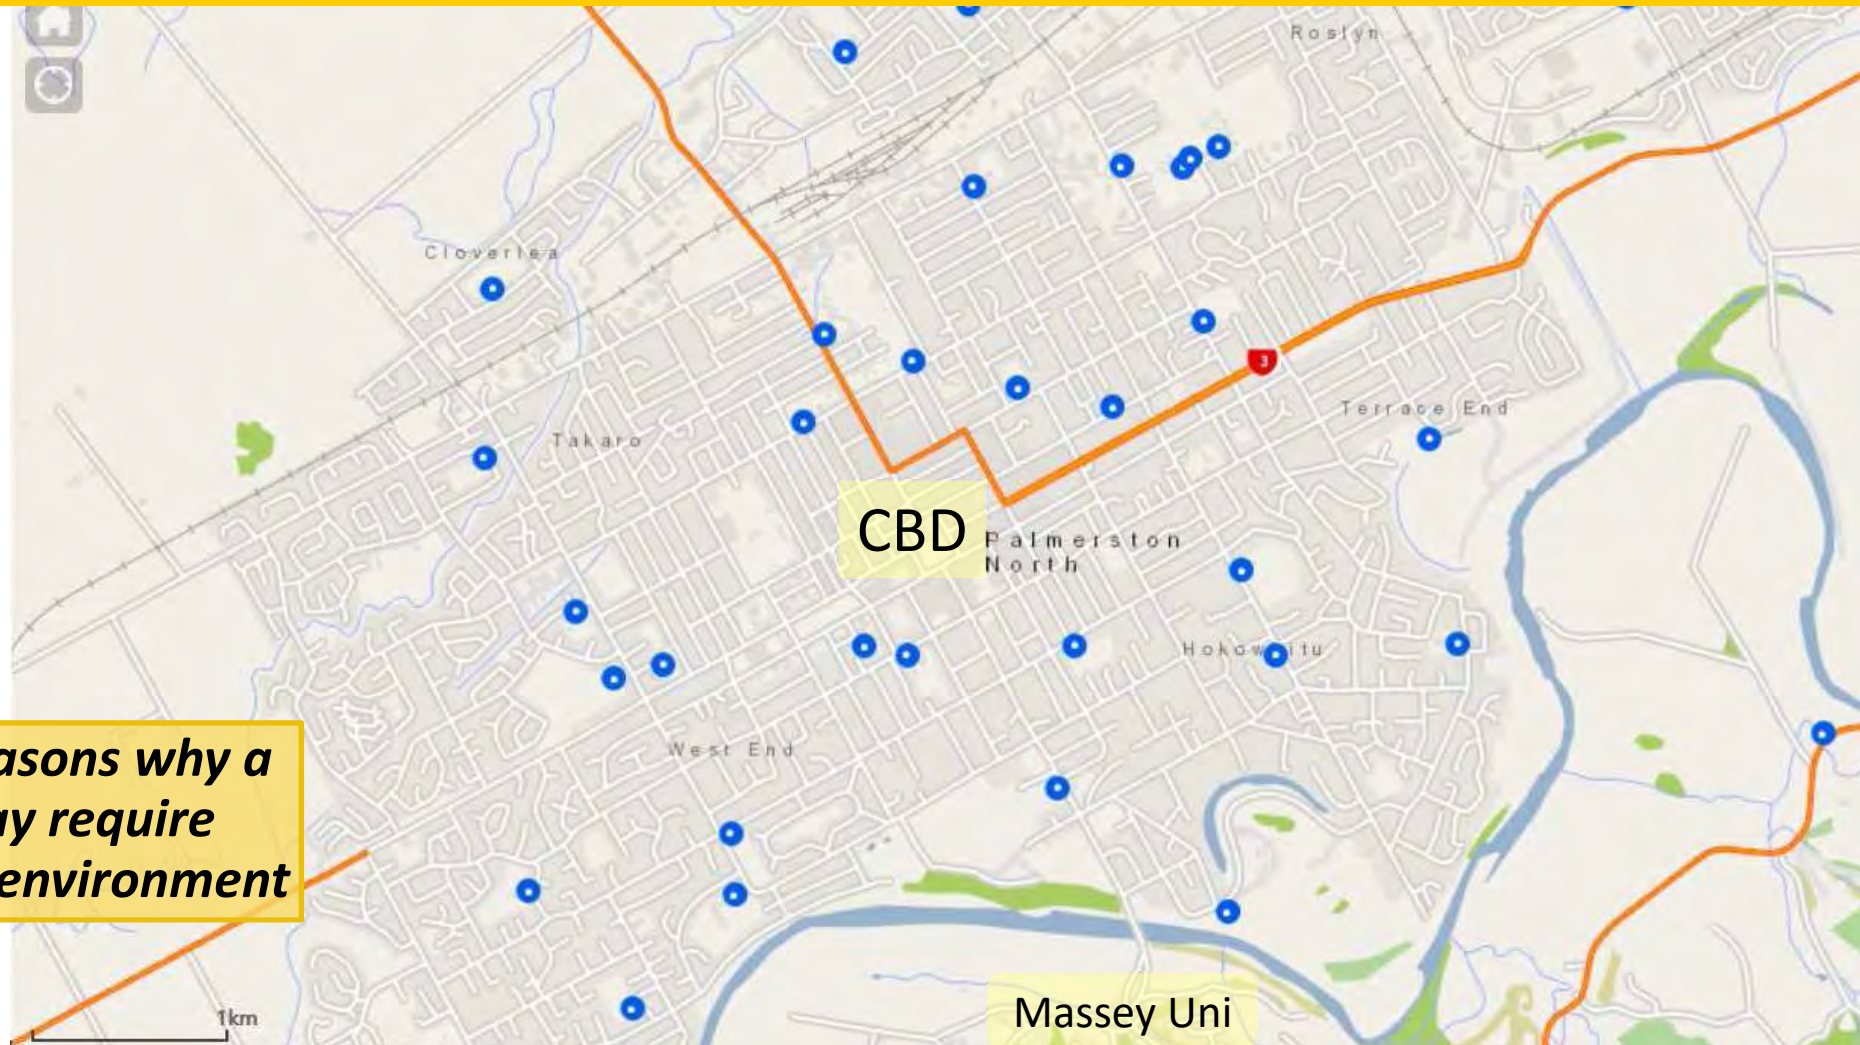 Roslyn
Cloverlea
3
Terrace End
Takaro
CBD
Palmerston
North
Hokowhitu
West End
asons why a
ay require
environment
1km
Massey Uni